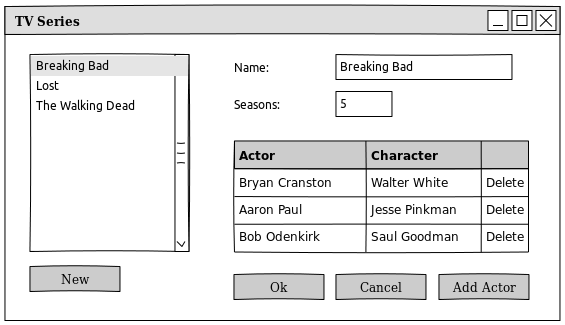 TV Series
Breaking Bad
Lost
The Walking Dead
New
Name: Breaking Bad
Seasons: 5
Actor Character
Bryan Cranston Walter White Delete
Aaron Paul Jesse Pinkman Delete
Bob Odenkirk Saul Goodman Delete
Ok Cancel Add Actor